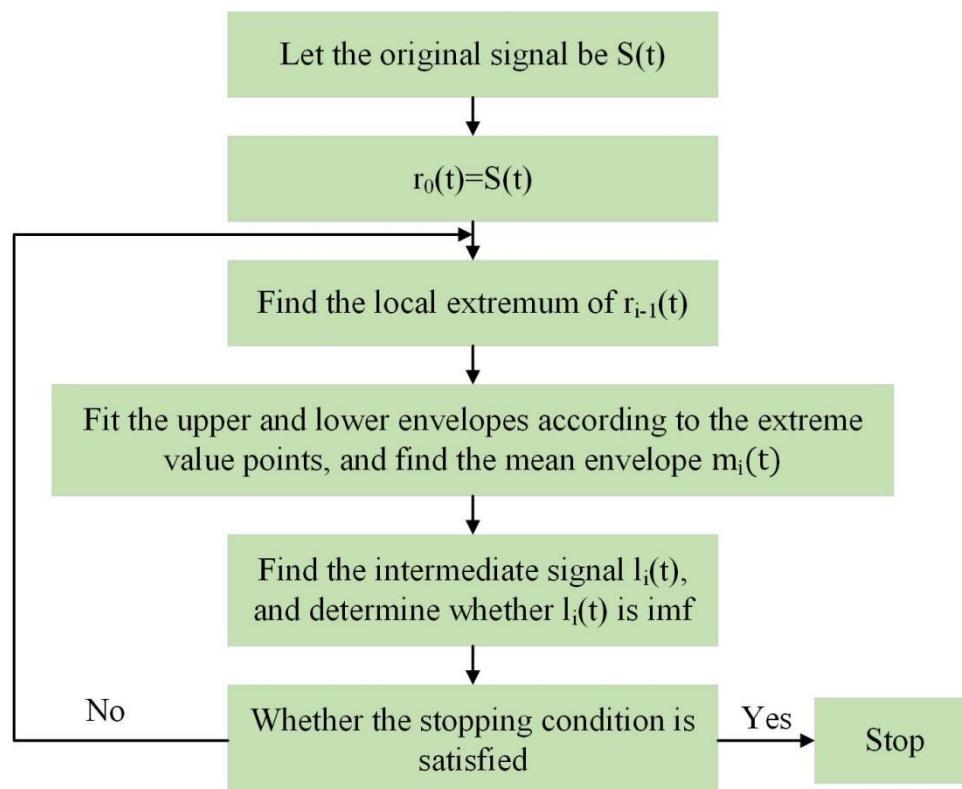 Let the original signal be S(t)
r₀(t)=S(t)
Find the local extremum of rᵢ₋₁(t)
Fit the upper and lower envelopes according to the extreme
value points, and find the mean envelope mᵢ(t)
Find the intermediate signal lᵢ(t),
and determine whether lᵢ(t) is imf
No
Whether the stopping condition is
satisfied
Yes
Stop